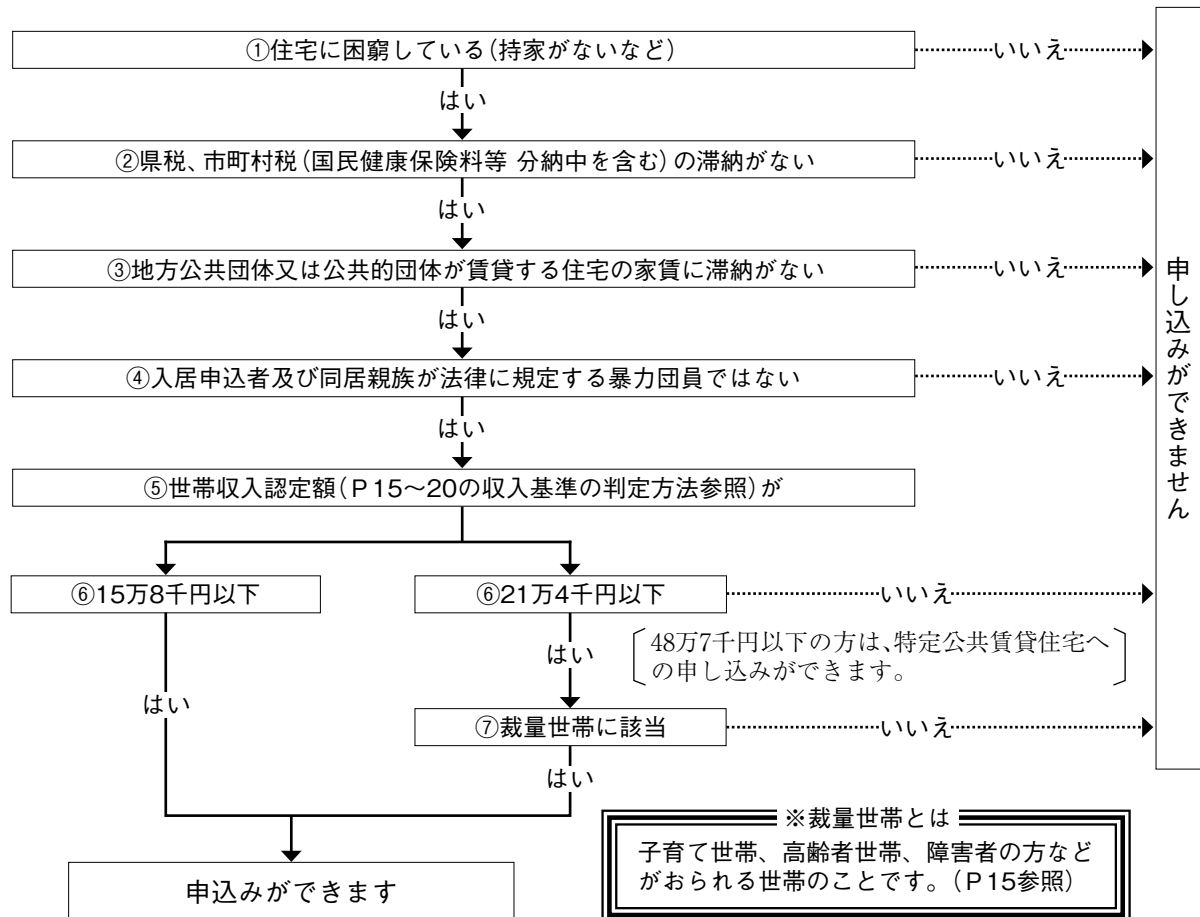 ①住宅に困窮している(持家がないなど)
いいえ
はい
②県税、市町村税(国民健康保険料等 分納中を含む)の滞納がない
いいえ
はい
③地方公共団体又は公共的団体が賃貸する住宅の家賃に滞納がない
いいえ
はい
④入居申込者及び同居親族が法律に規定する暴力団員ではない
いいえ
はい
⑤世帯収入認定額(P15〜20の収入基準の判定方法参照)が
⑥15万8千円以下
⑥21万4千円以下
いいえ
はい
48万7千円以下の方は、特定公共賃貸住宅へ
の申し込みができます。
はい
⑦裁量世帯に該当
いいえ
はい
申込みができます
※裁量世帯とは
子育て世帯、高齢者世帯、障害者の方など
がおられる世帯のことです。(P15参照)
申し込みができません